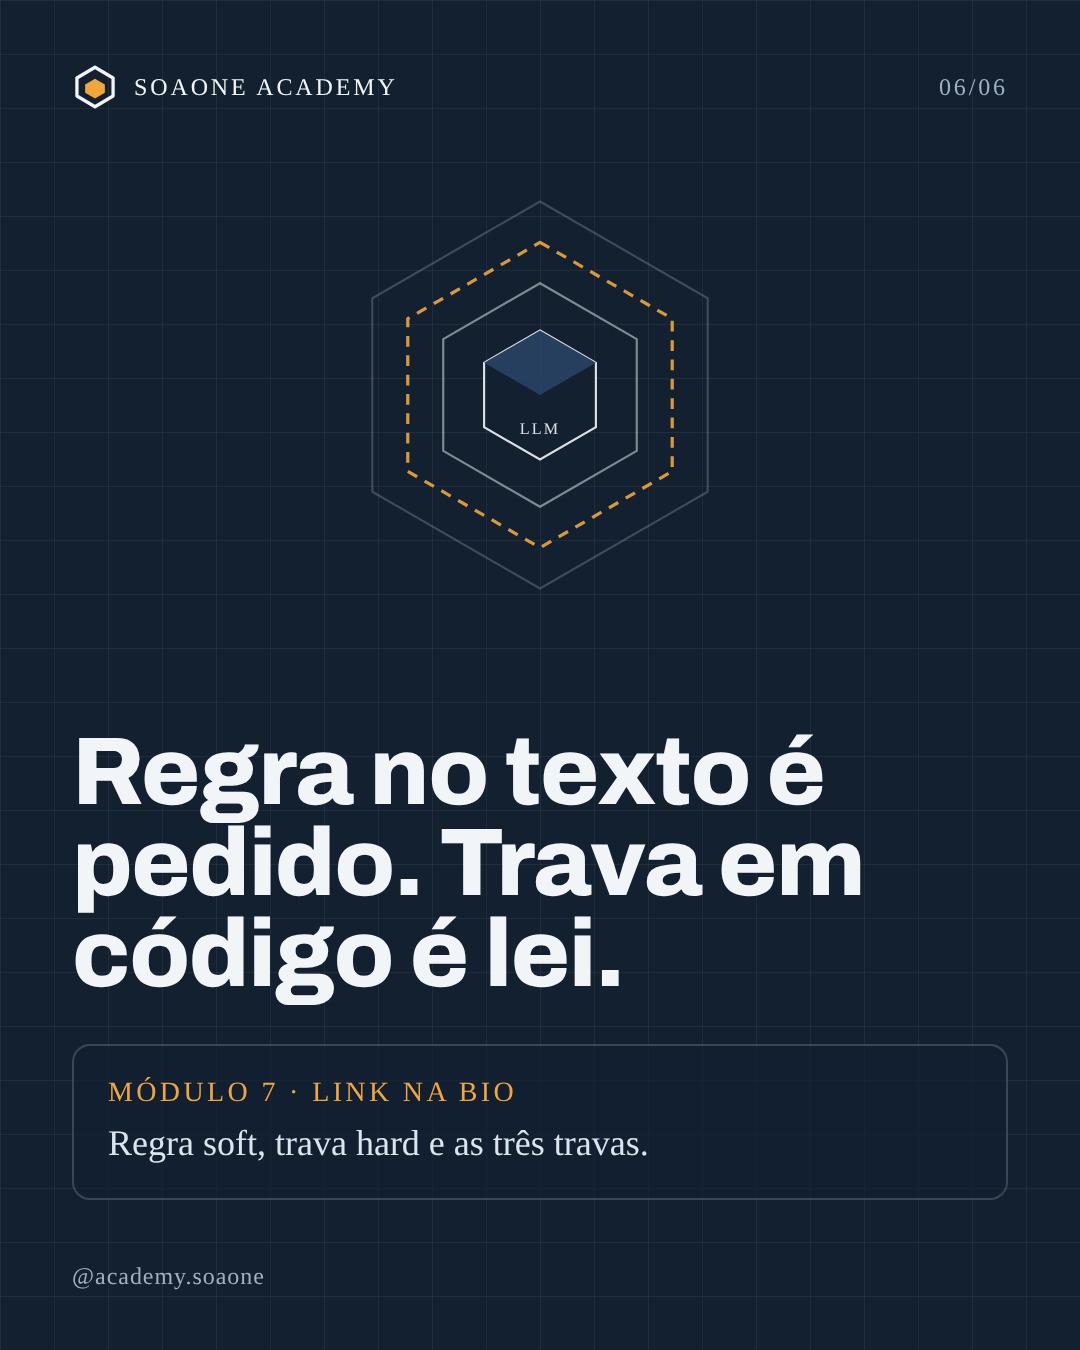 SOAONE ACADEMY
06/06
LLM
Regra no texto é
pedido. Trava em
código é lei.
MÓDULO 7 · LINK NA BIO
Regra soft, trava hard e as três travas.
@academy.soaone